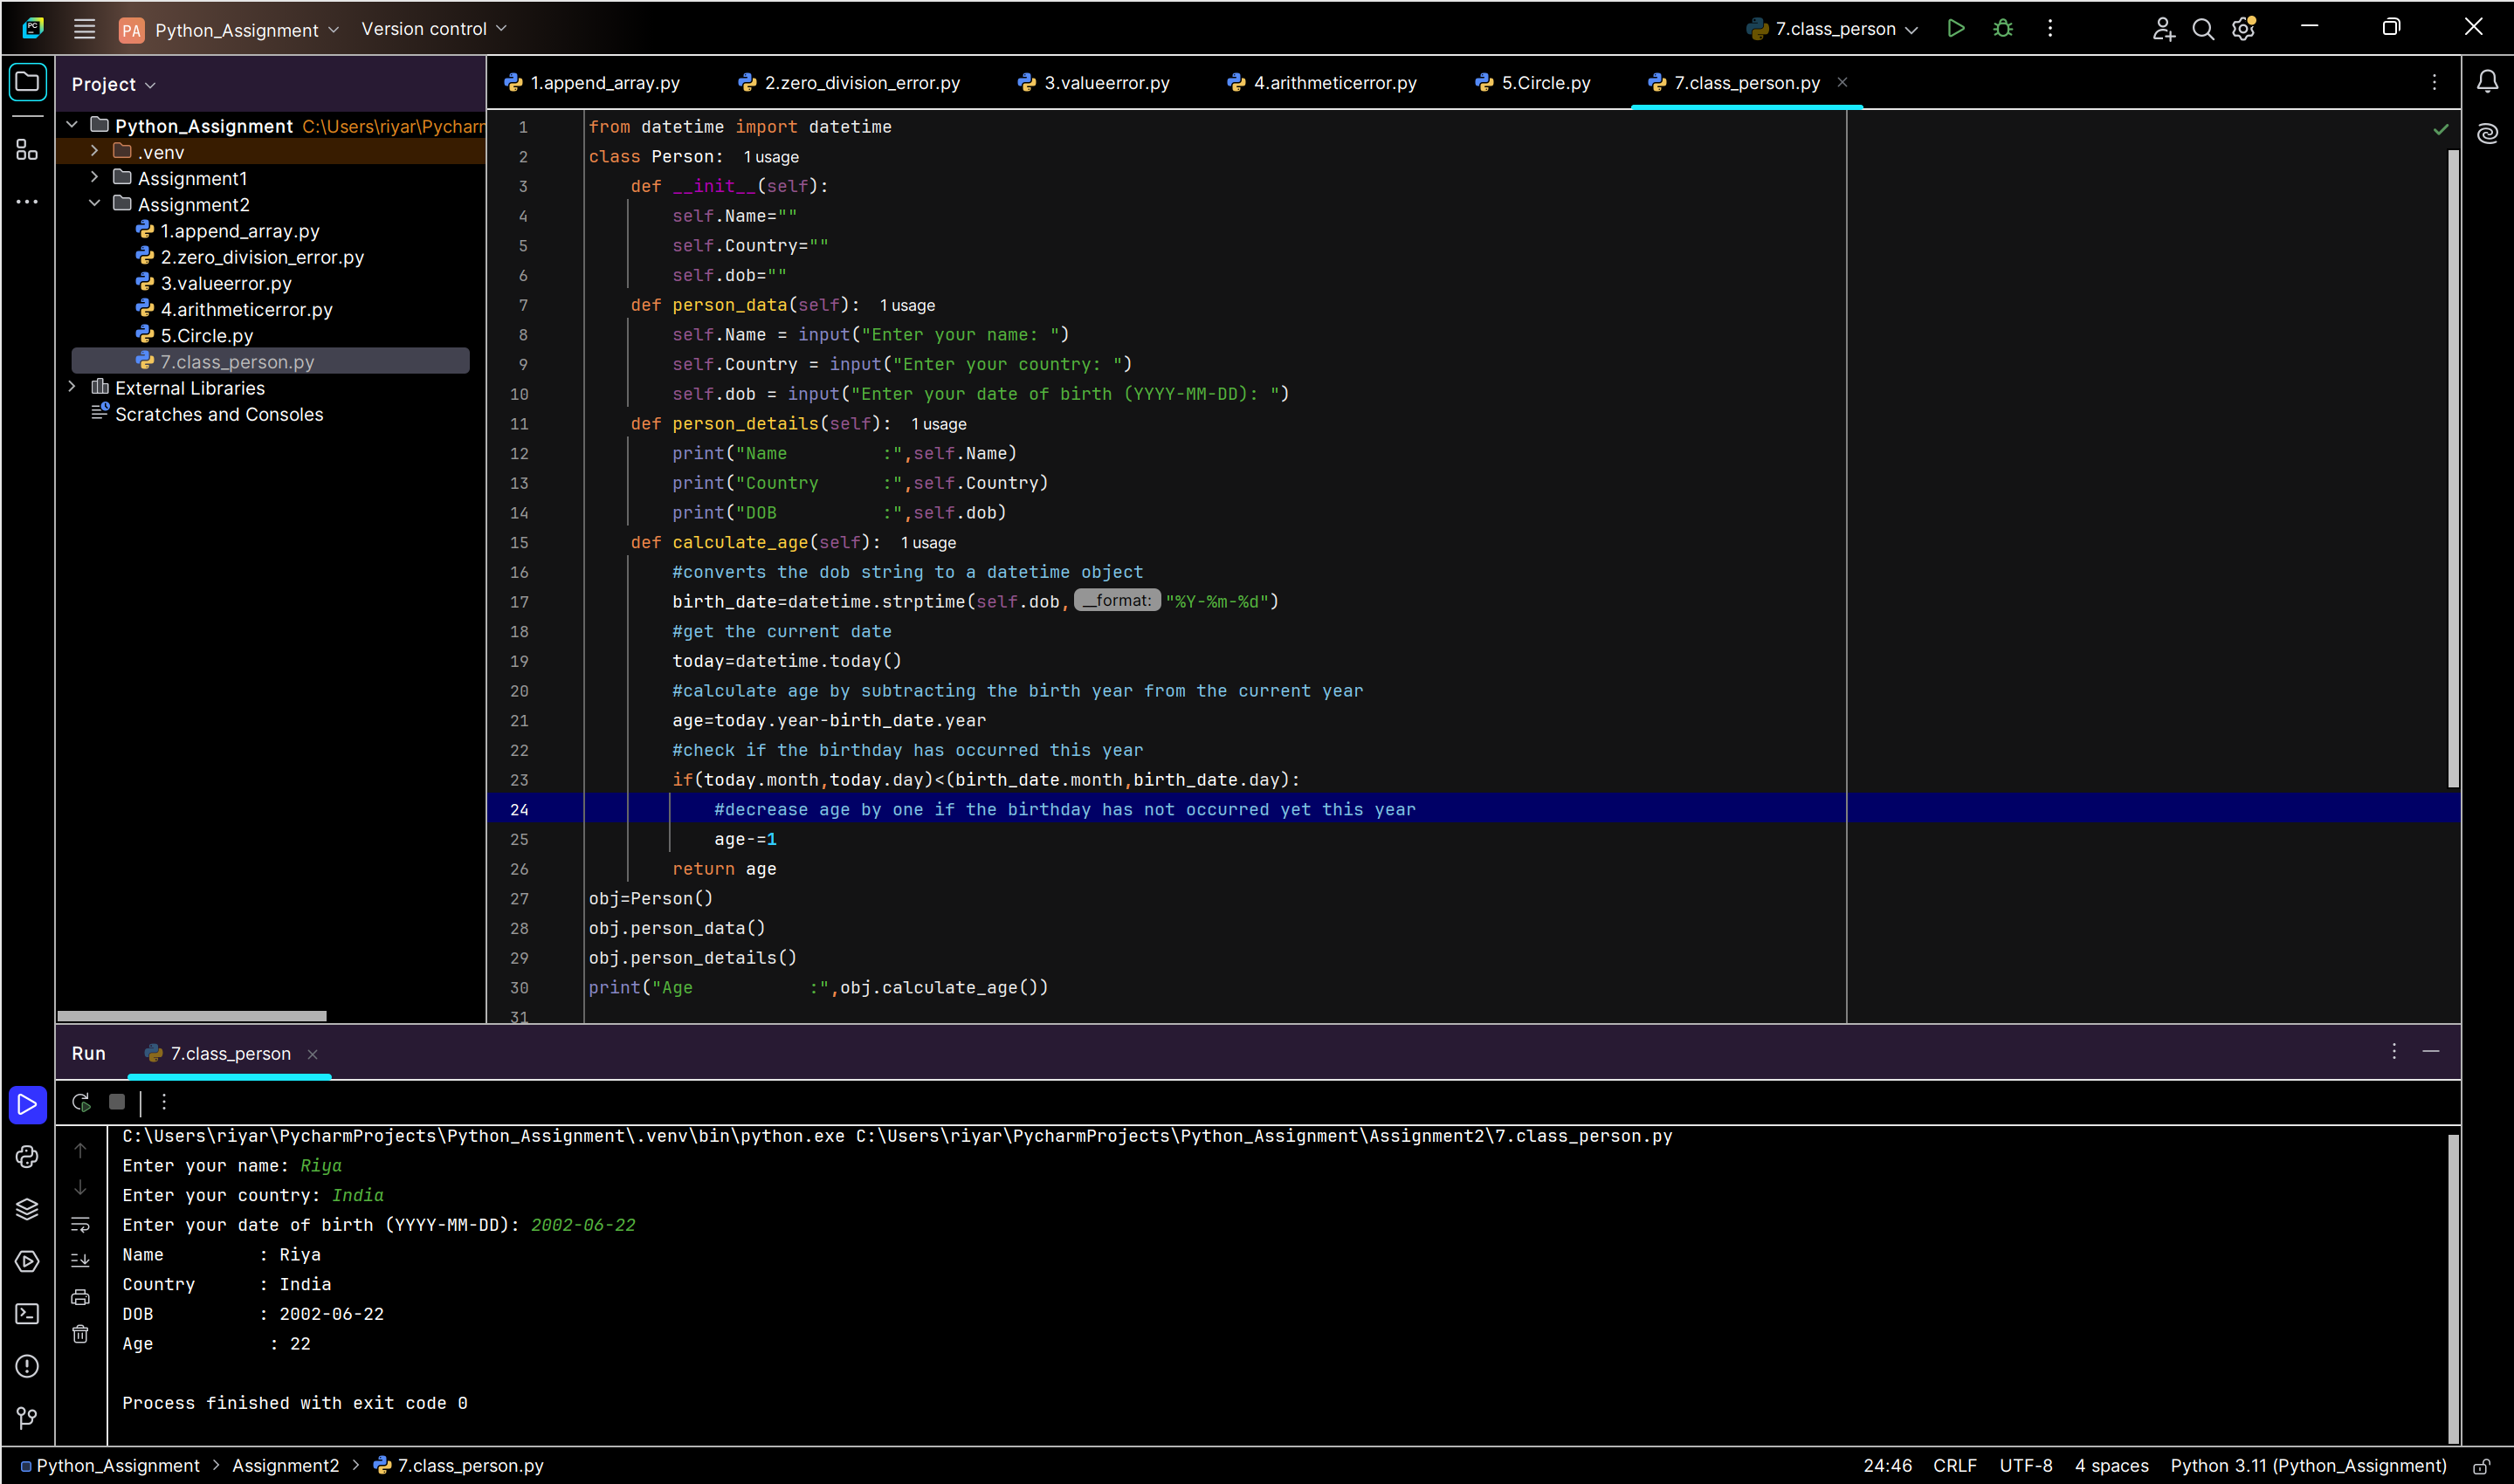 PC
PA Python_Assignment Version control 7.class_person
Project
1.append_array.py 2.zero_division_error.py 3.valueerror.py 4.arithmeticerror.py 5.Circle.py 7.class_person.py
Python_Assignment C:\Users\riyar\Pycharm
.venv
Assignment1
Assignment2
1.append_array.py
2.zero_division_error.py
3.valueerror.py
4.arithmeticerror.py
5.Circle.py
7.class_person.py
External Libraries
Scratches and Consoles
1 from datetime import datetime
2 class Person: 1 usage
3     def __init__(self):
4         self.Name=""
5         self.Country=""
6         self.dob=""
7     def person_data(self): 1 usage
8         self.Name = input("Enter your name: ")
9         self.Country = input("Enter your country: ")
10         self.dob = input("Enter your date of birth (YYYY-MM-DD): ")
11     def person_details(self): 1 usage
12         print("Name         :",self.Name)
13         print("Country      :",self.Country)
14         print("DOB          :",self.dob)
15     def calculate_age(self): 1 usage
16         #converts the dob string to a datetime object
17         birth_date=datetime.strptime(self.dob, __format: "%Y-%m-%d")
18         #get the current date
19         today=datetime.today()
20         #calculate age by subtracting the birth year from the current year
21         age=today.year-birth_date.year
22         #check if the birthday has occurred this year
23         if(today.month,today.day)<(birth_date.month,birth_date.day):
24             #decrease age by one if the birthday has not occurred yet this year
25             age-=1
26         return age
27 obj=Person()
28 obj.person_data()
29 obj.person_details()
30 print("Age           :",obj.calculate_age())
31
Run 7.class_person
C:\Users\riyar\PycharmProjects\Python_Assignment\.venv\bin\python.exe C:\Users\riyar\PycharmProjects\Python_Assignment\Assignment2\7.class_person.py
Enter your name: Riya
Enter your country: India
Enter your date of birth (YYYY-MM-DD): 2002-06-22
Name         : Riya
Country      : India
DOB          : 2002-06-22
Age           : 22
Process finished with exit code 0
Python_Assignment > Assignment2 > 7.class_person.py 24:46 CRLF UTF-8 4 spaces Python 3.11 (Python_Assignment)